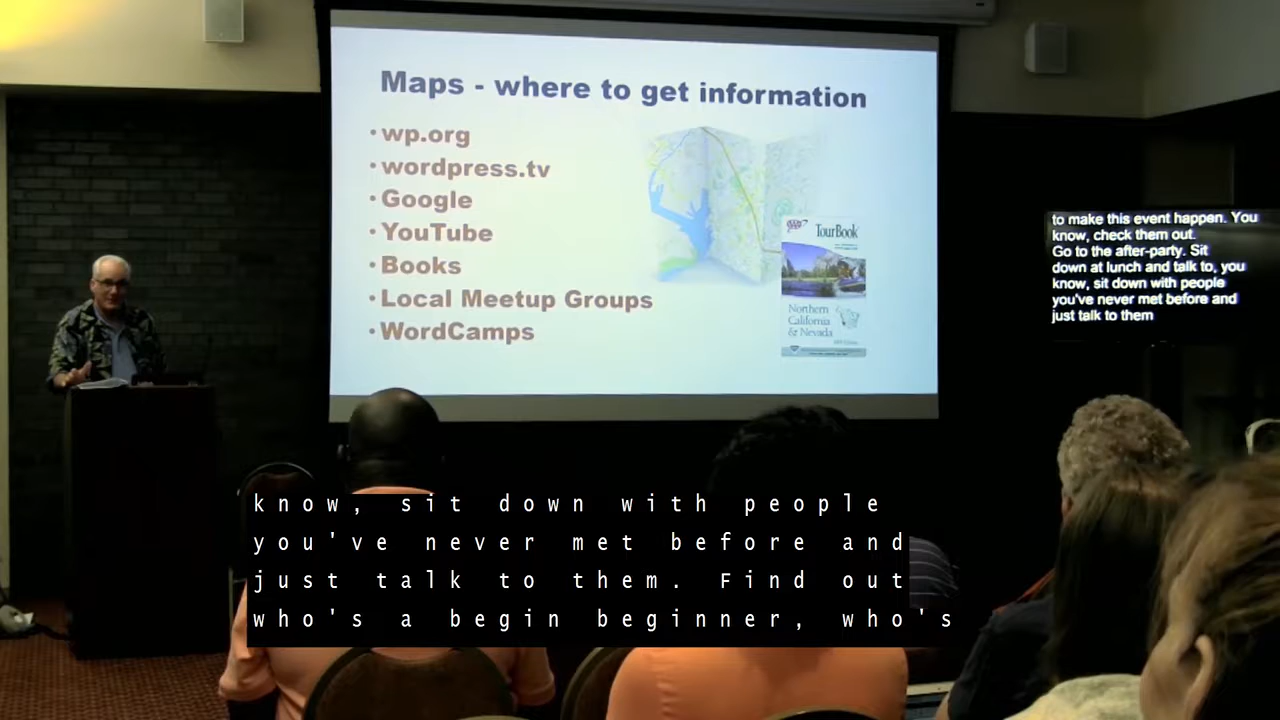 Maps - where to get information
• wp.org
• wordpress.tv
• Google
• YouTube
• Books
• Local Meetup Groups
• WordCamps
TourBook
Northern
California
& Nevada
to make this event happen. You
know, check them out.
Go to the after-party. Sit
down at lunch and talk to, you
know, sit down with people
you've never met before and
just talk to them
know, sit down with people
you've never met before and
just talk to them. Find out
who's a begin beginner, who's